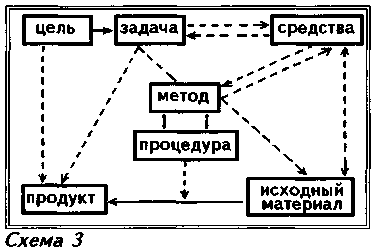 цель
задача
средства
метод
процедура
продукт
исходный
материал
Схема 3